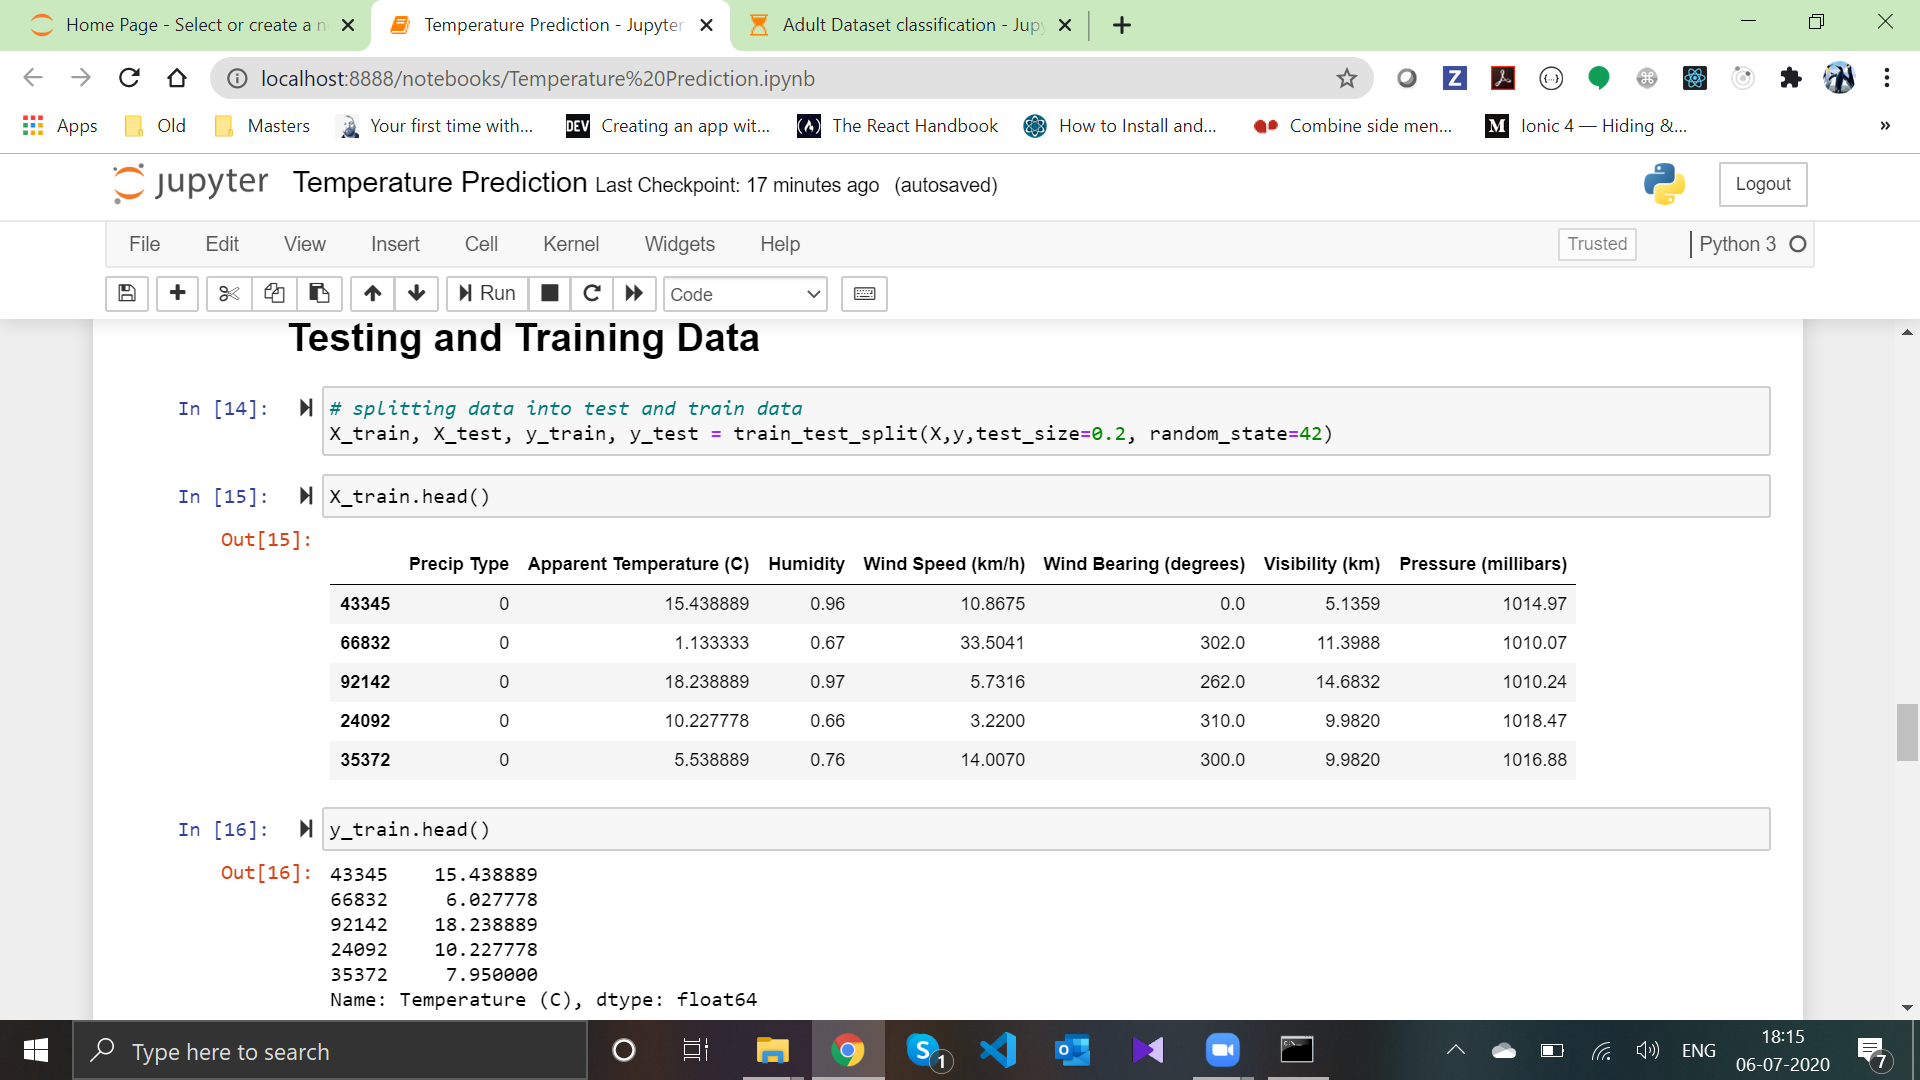 Home Page - Select or create a n
Temperature Prediction - Jupyter
Adult Dataset classification - Jupy
localhost:8888/notebooks/Temperature%20Prediction.ipynb
Apps
Old
Masters
Your first time with...
DEV
Creating an app wit...
The React Handbook
How to Install and...
Combine side men...
Ionic 4 — Hiding &...
jupyter Temperature Prediction Last Checkpoint: 17 minutes ago (autosaved)
Logout
File Edit View Insert Cell Kernel Widgets Help
Trusted
Python 3
Run
Code
Testing and Training Data
In [14]: # splitting data into test and train data
X_train, X_test, y_train, y_test = train_test_split(X,y,test_size=0.2, random_state=42)
In [15]: X_train.head()
Out[15]:
Precip Type Apparent Temperature (C) Humidity Wind Speed (km/h) Wind Bearing (degrees) Visibility (km) Pressure (millibars)
43345 0 15.438889 0.96 10.8675 0.0 5.1359 1014.97
66832 0 1.133333 0.67 33.5041 302.0 11.3988 1010.07
92142 0 18.238889 0.97 5.7316 262.0 14.6832 1010.24
24092 0 10.227778 0.66 3.2200 310.0 9.9820 1018.47
35372 0 5.538889 0.76 14.0070 300.0 9.9820 1016.88
In [16]: y_train.head()
Out[16]: 43345 15.438889
66832 6.027778
92142 18.238889
24092 10.227778
35372 7.950000
Name: Temperature (C), dtype: float64
Type here to search
1
ENG
18:15
06-07-2020
7